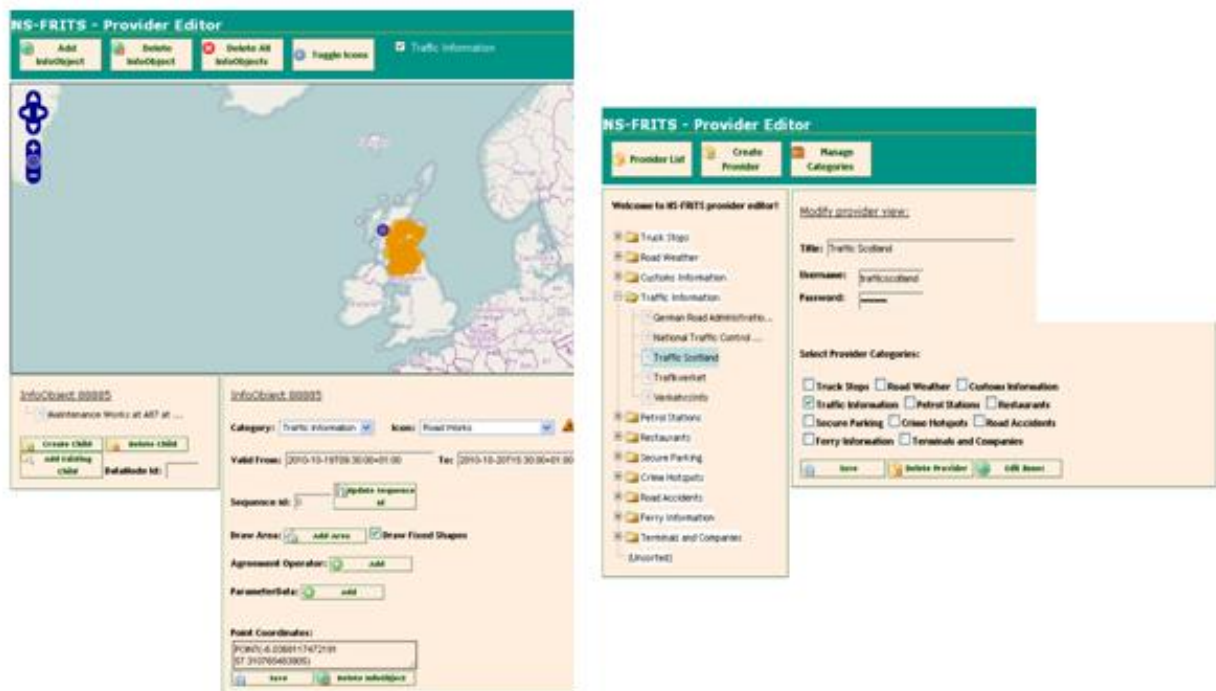 NS-FRITS - Provider Editor
Add InfoObject
Delete InfoObject
Delete All InfoObjects
Toggle Icons
Traffic Information
InfoObject 88885
Maintenance Works at A87 at ...
Create Child
Delete Child
Add Existing Child
DataNode Id:
InfoObject 88885
Category: Traffic Information Icon: Road Works
Valid From: 2010-10-19T09:30:00+01:00 To: 2010-10-20T15:30:00+01:00
Sequence Id:
Update Sequence Id
Draw Area: Add Area Draw Fixed Shapes
Agreement Operator: Add
ParameterData: Add
Point Coordinates:
Save
Delete InfoObject
NS-FRITS - Provider Editor
Provider List
Create Provider
Manage Categories
Welcome to NS-FRITS provider editor!
Truck Stops
Road Weather
Customs Information
Traffic Information
German Road Administratio...
National Traffic Control ...
Traffic Scotland
Trafikverket
VerkehrsInfo
Petrol Stations
Restaurants
Secure Parking
Crime Hotspots
Road Accidents
Ferry Information
Terminals and Companies
(Unsorted)
Modify provider view:
Title: Traffic Scotland
Username: trafficscotland
Password:
Select Provider Categories:
Truck Stops Road Weather Customs Information
Traffic Information Petrol Stations Restaurants
Secure Parking Crime Hotspots Road Accidents
Ferry Information Terminals and Companies
Save
Delete Provider
Edit Boxes